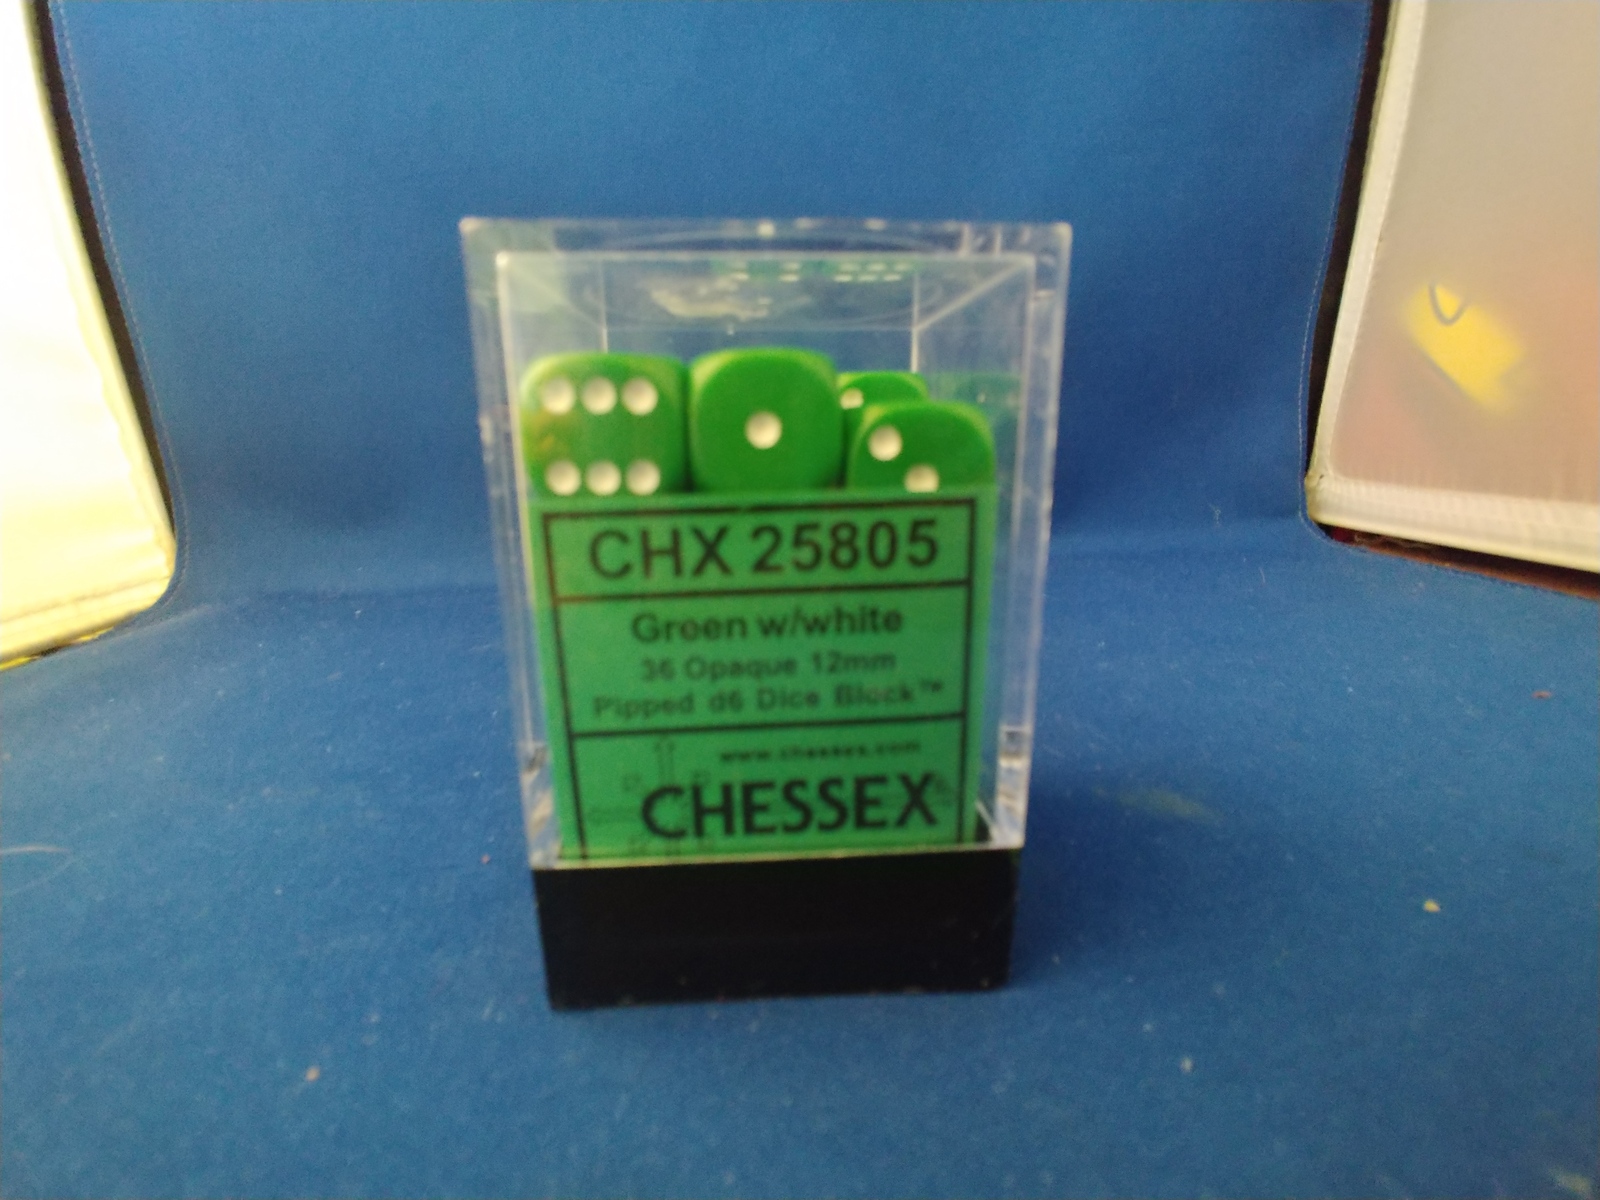 CHX 25805
Green w/white
36 Opaque 12mm
Pipped d6 Dice Block™
www.chessex.com
CHESSEX